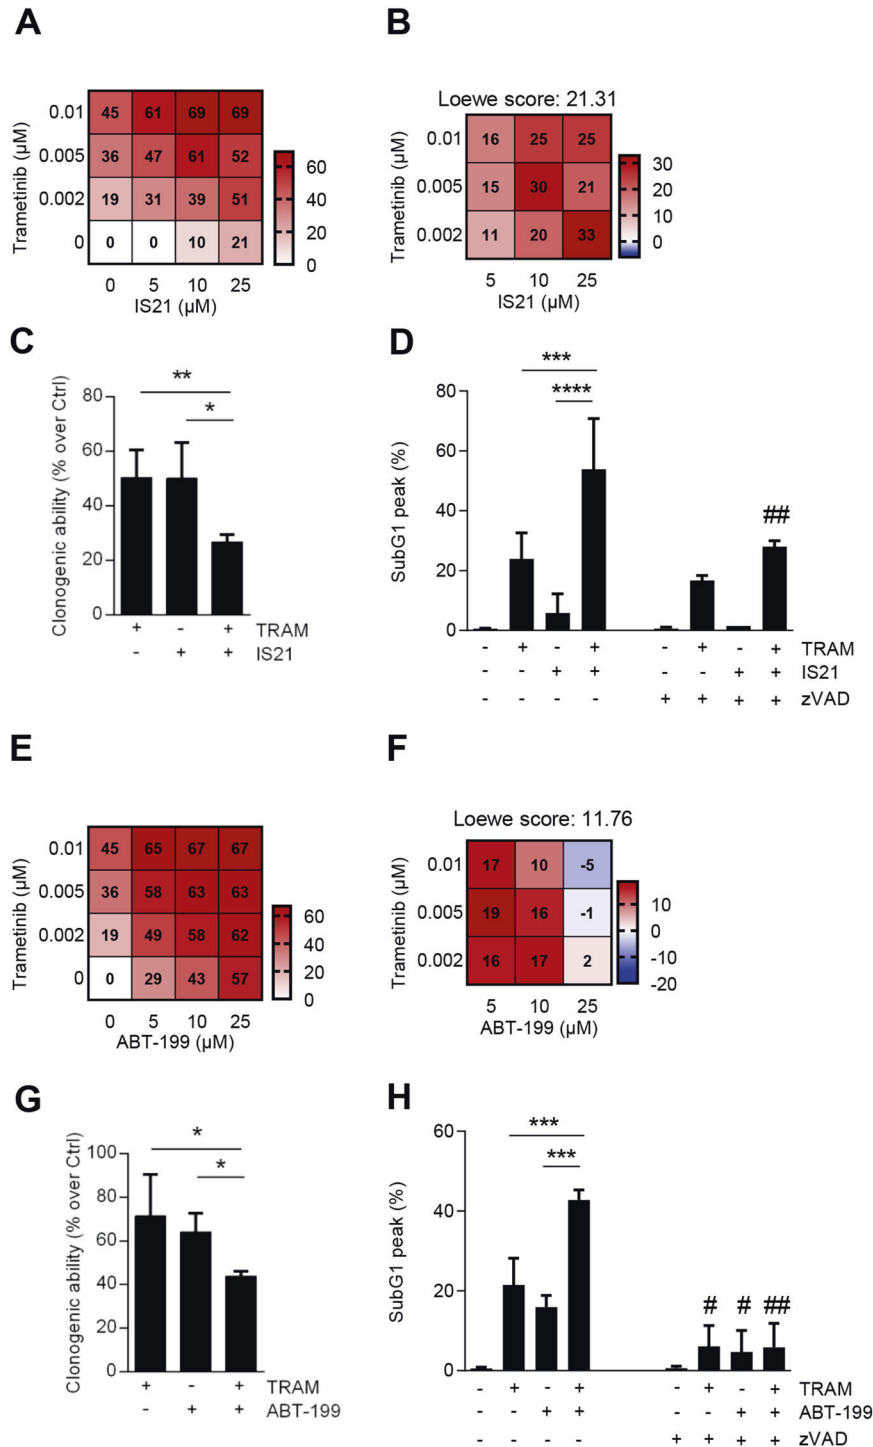 A
0.01 45 61 69 69
0.005 36 47 61 52
0.002 19 31 39 51
0 0 0 10 21
0 5 10 25
IS21 (µM)
Trametinib (µM)
60
40
20
0
B
Loewe score: 21.31
0.01 16 25 25
0.005 15 30 21
0.002 11 20 33
5 10 25
IS21 (µM)
Trametinib (µM)
30
20
10
0
C
Clonogenic ability (% over Ctrl)
80
60
40
20
0
**
*
+ - + TRAM
- + + IS21
D
SubG1 peak (%)
80
60
40
20
0
***
****
##
- + - + - + - + TRAM
- - + + - - + + IS21
- - - - + + + + zVAD
E
0.01 45 65 67 67
0.005 36 58 63 63
0.002 19 49 58 62
0 0 29 43 57
0 5 10 25
ABT-199 (µM)
Trametinib (µM)
60
40
20
0
F
Loewe score: 11.76
0.01 17 10 -5
0.005 19 16 -1
0.002 16 17 2
5 10 25
ABT-199 (µM)
Trametinib (µM)
10
0
-10
-20
G
Clonogenic ability (% over Ctrl)
100
80
60
40
20
0
*
*
+ - + TRAM
- + + ABT-199
H
SubG1 peak (%)
60
40
20
0
***
***
# # ##
- + - + - + - + TRAM
- - + + - - + + ABT-199
- - - - + + + + zVAD